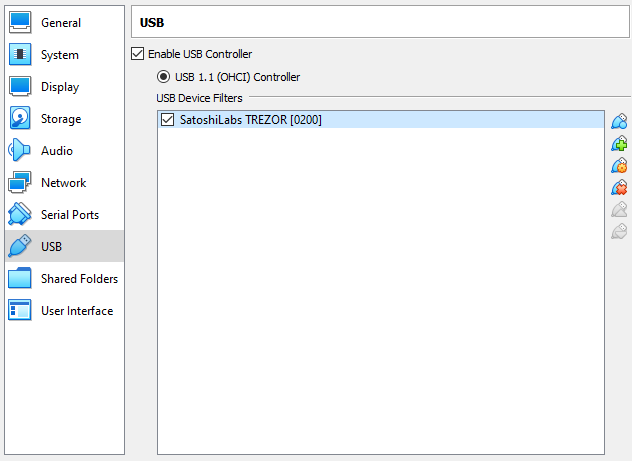 General
System
Display
Storage
Audio
Network
Serial Ports
USB
Shared Folders
User Interface
USB
Enable USB Controller
USB 1.1 (OHCI) Controller
USB Device Filters
SatoshiLabs TREZOR [0200]